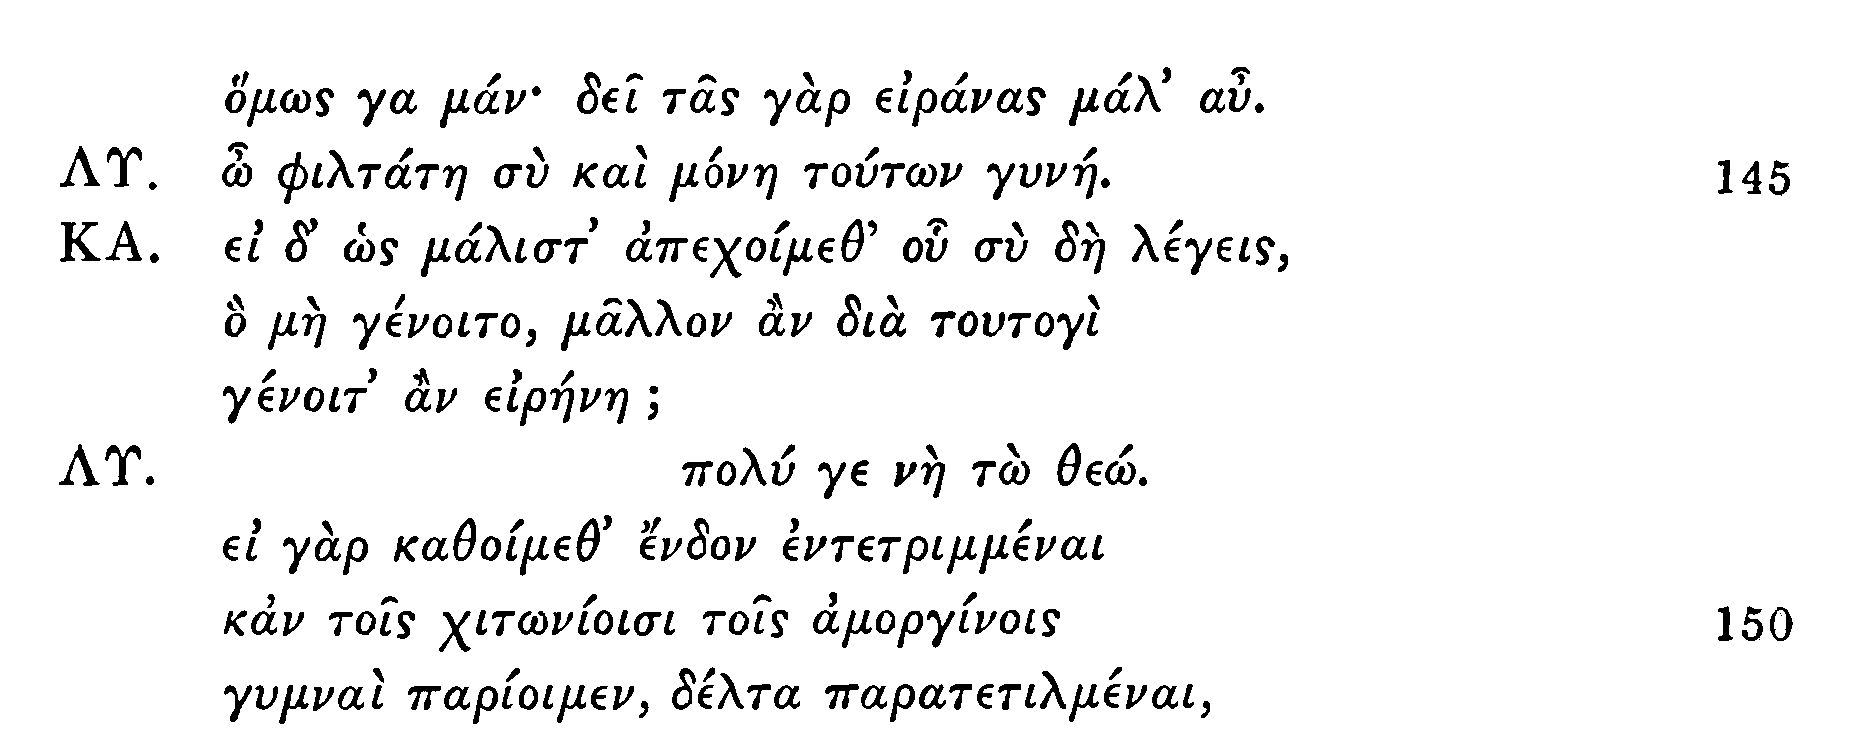 ὅμως γα μάν· δεῖ τᾶς γὰρ εἰράνας μάλ’ αὖ.
ΛΥ. ὦ φιλτάτη σὺ καὶ μόνη τούτων γυνή. 145
ΚΑ. εἰ δ’ ὡς μάλιστ’ ἀπεχοίμεθ’ οὗ σὺ δὴ λέγεις,
ὃ μὴ γένοιτο, μᾶλλον ἂν διὰ τουτογὶ
γένοιτ’ ἂν εἰρήνη;
ΛΥ. πολύ γε νὴ τὼ θεώ.
εἰ γὰρ καθοίμεθ’ ἔνδον ἐντετριμμέναι
κἀν τοῖς χιτωνίοισι τοῖς ἀμοργίνοις 150
γυμναὶ παρίοιμεν, δέλτα παρατετιλμέναι,